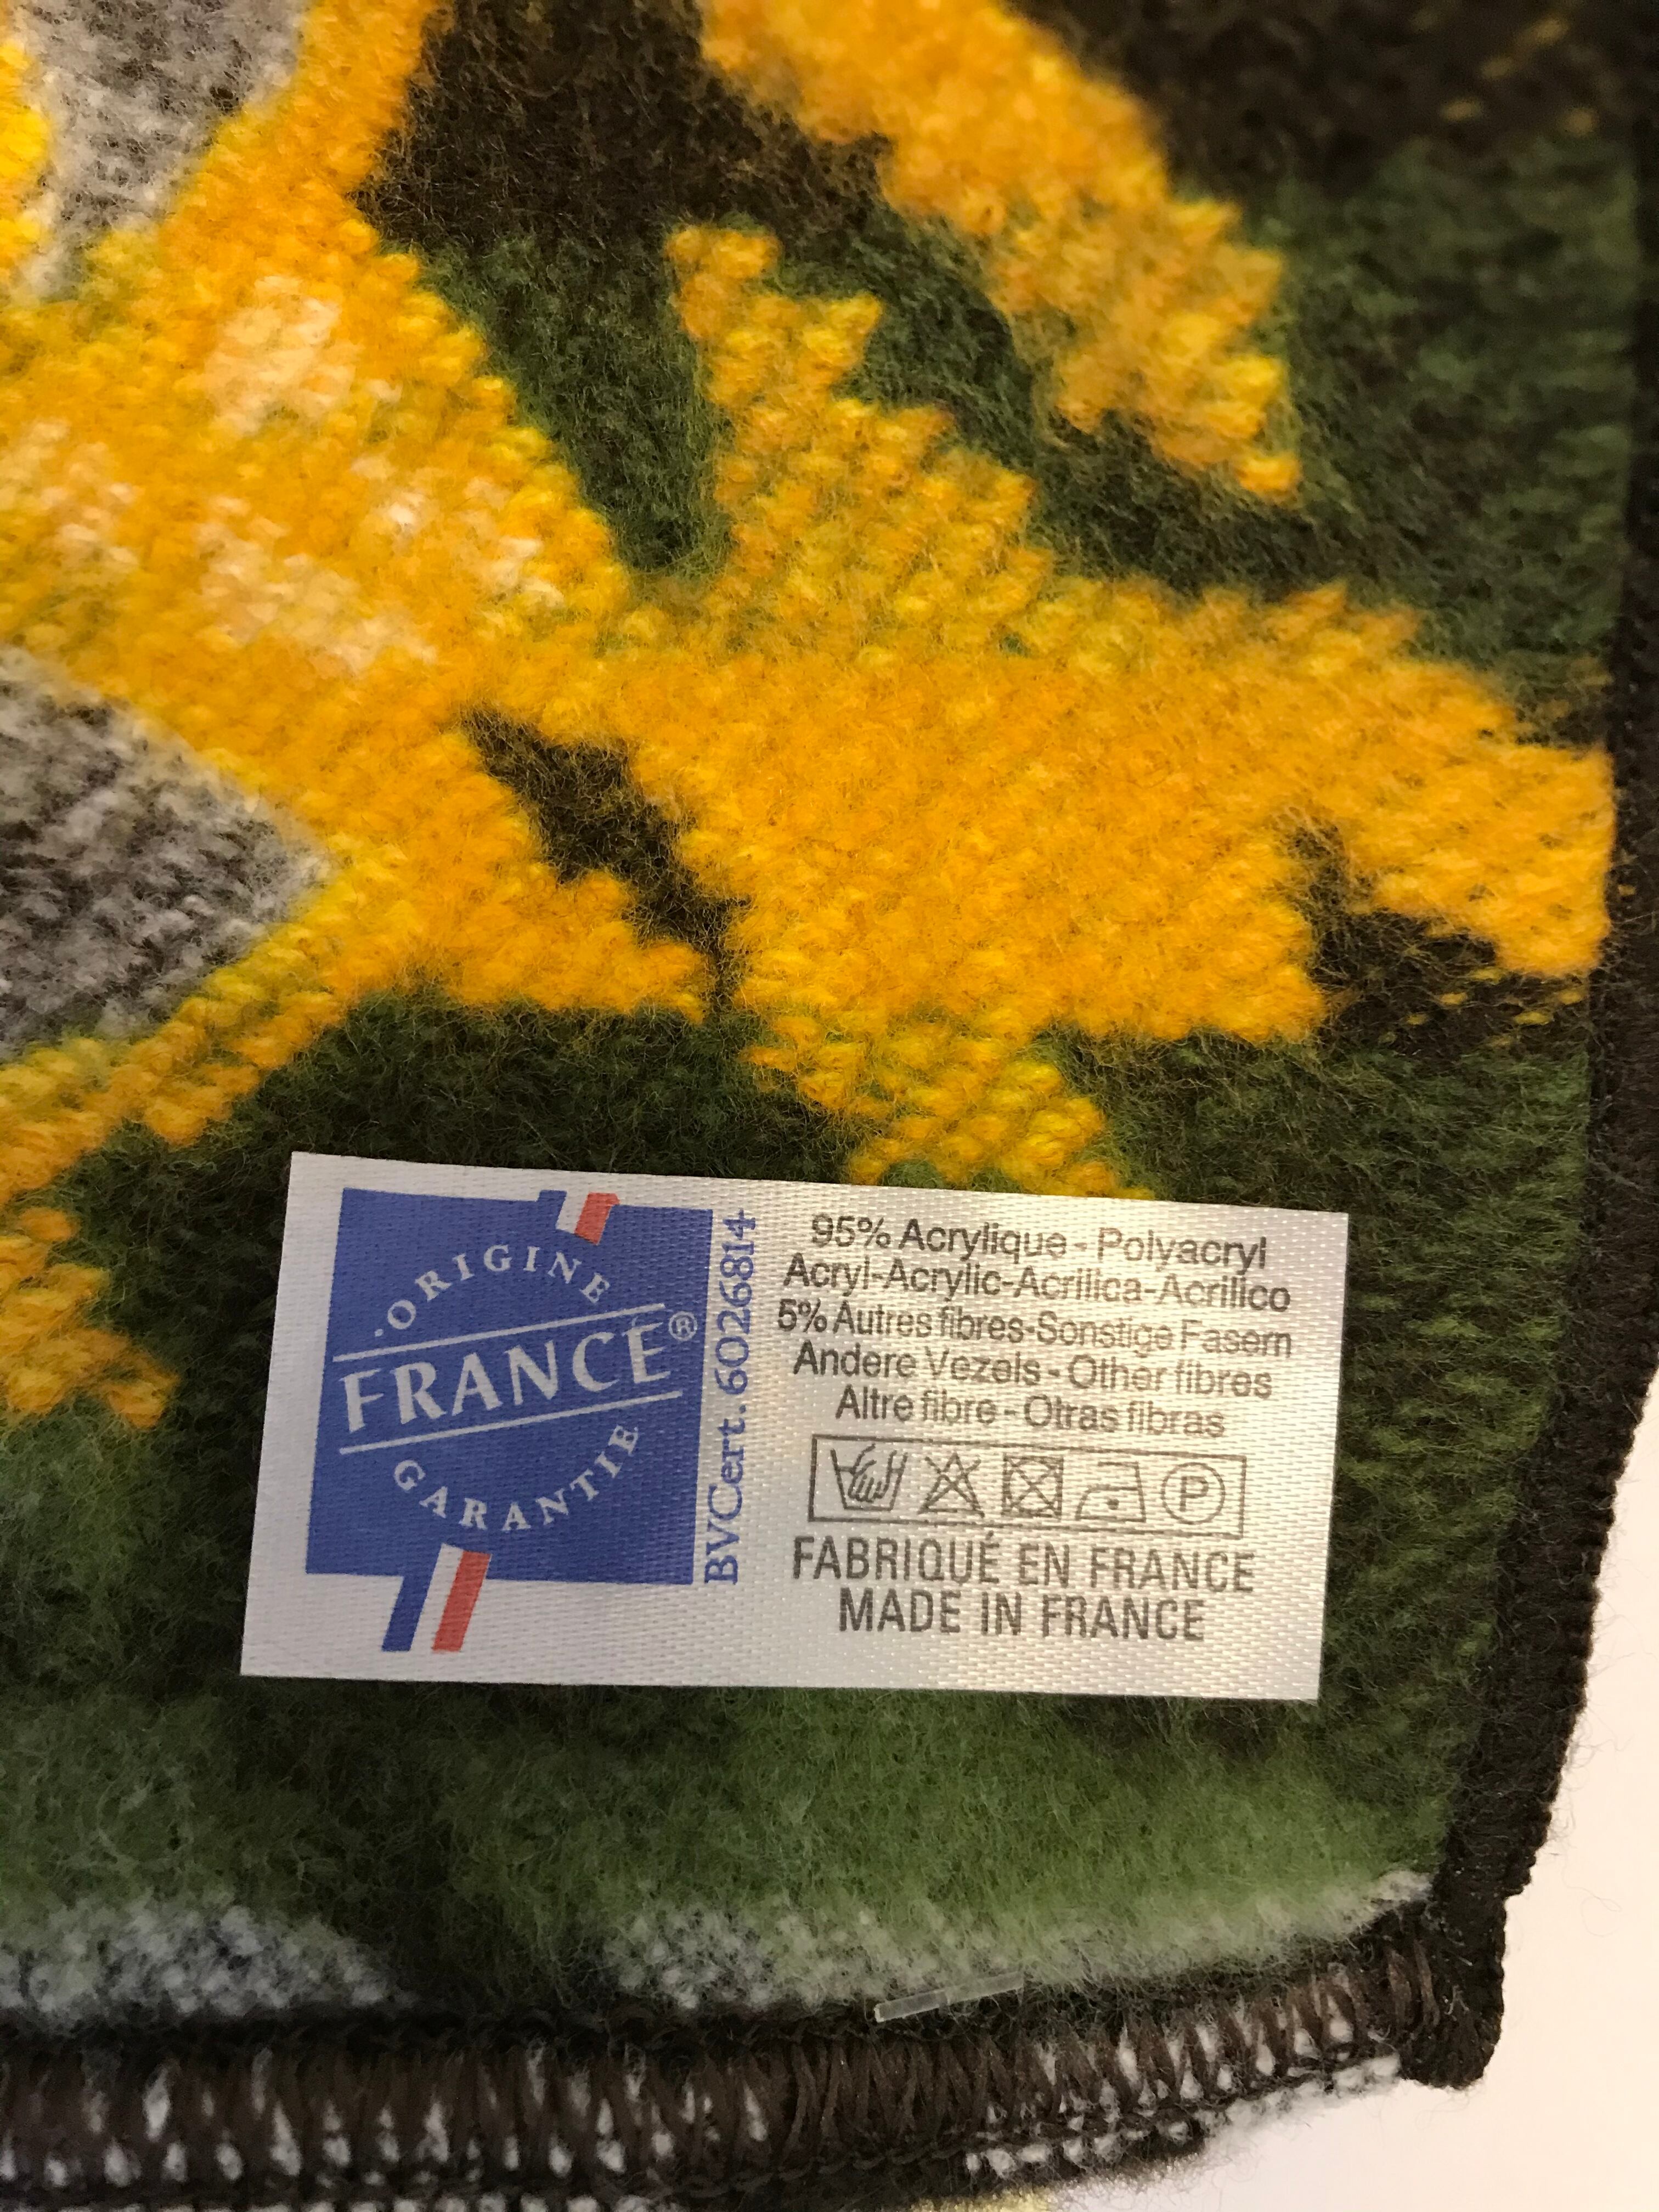 .ORIGINE
FRANCE®
GARANTIE
BVCert. 6026814
95% Acrylique - Polyacryl
Acryl-Acrylic-Acrilica-Acrilico
5% Autres fibres-Sonstige Fasern
Andere Vezels - Other fibres
Altre fibre - Otras fibras
P
FABRIQUÉ EN FRANCE
MADE IN FRANCE